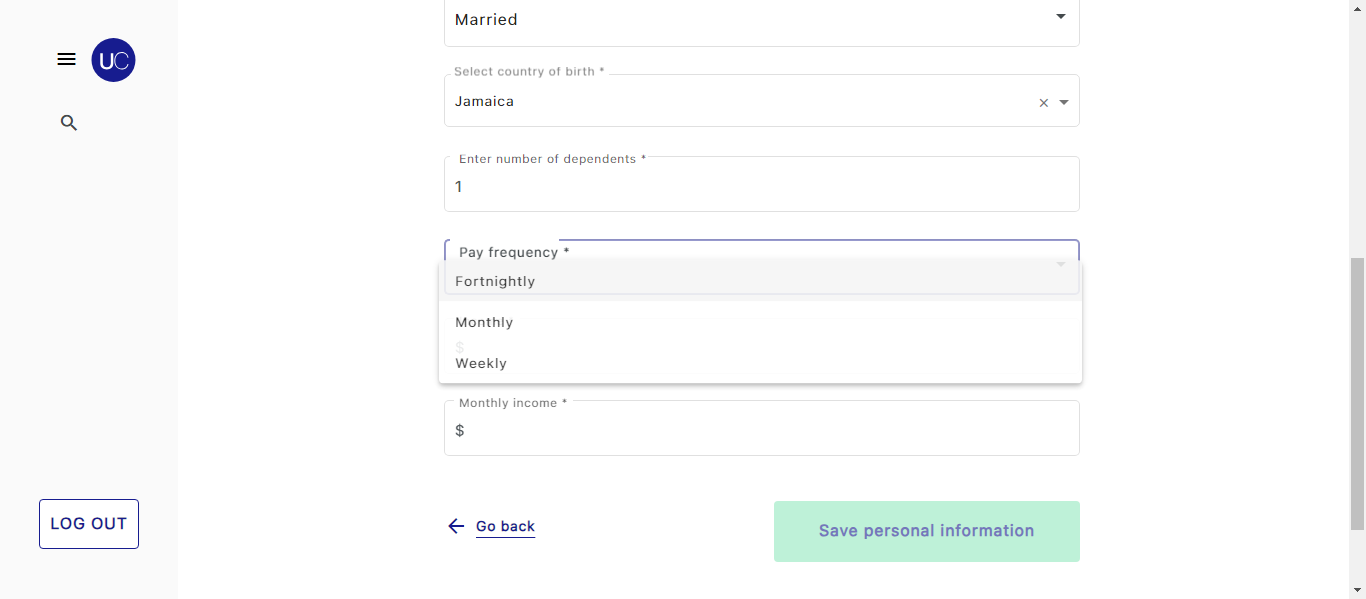 UC
Married
Select country of birth *
Jamaica
Enter number of dependents *
1
Pay frequency *
Fortnightly
Monthly
$
Weekly
Monthly income *
$
LOG OUT
Go back
Save personal information